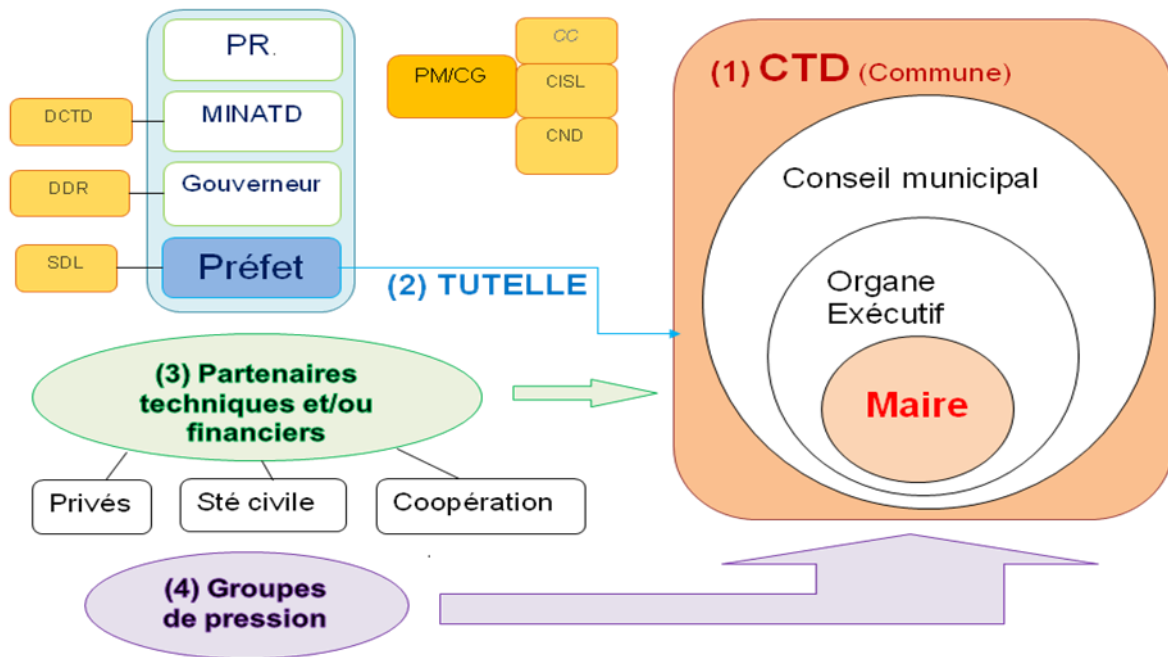 PR.
MINATD
Gouverneur
Préfet
DCTD
DDR
SDL
PM/CG
CC
CISL
CND
(1) CTD (Commune)
Conseil municipal
Organe
Exécutif
Maire
(2) TUTELLE
(3) Partenaires
techniques et/ou
financiers
Privés
Sté civile
Coopération
(4) Groupes
de pression